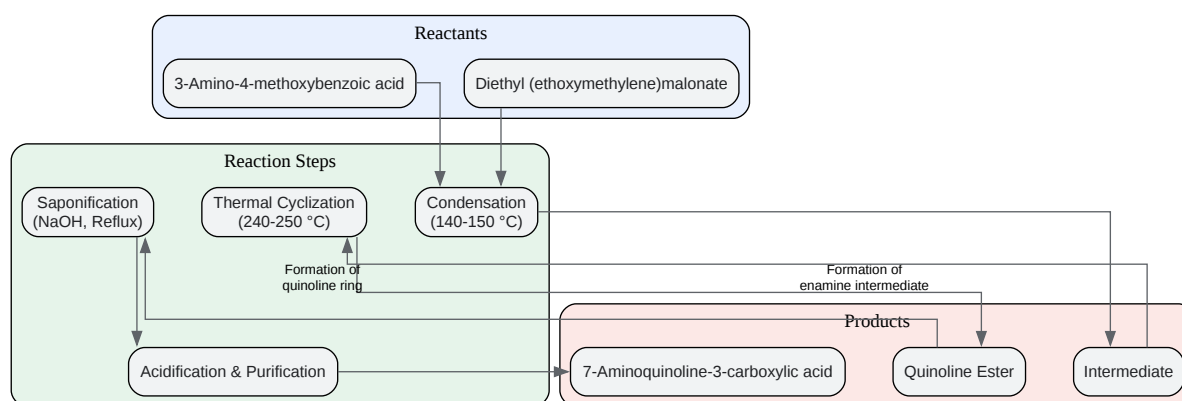 Reactants
3-Amino-4-methoxybenzoic acid
Diethyl (ethoxymethylene)malonate
Reaction Steps
Saponification
(NaOH, Reflux)
Thermal Cyclization
(240-250 °C)
Condensation
(140-150 °C)
Formation of
quinoline ring
Formation of
enamine intermediate
Products
Acidification & Purification
7-Aminoquinoline-3-carboxylic acid
Quinoline Ester
Intermediate